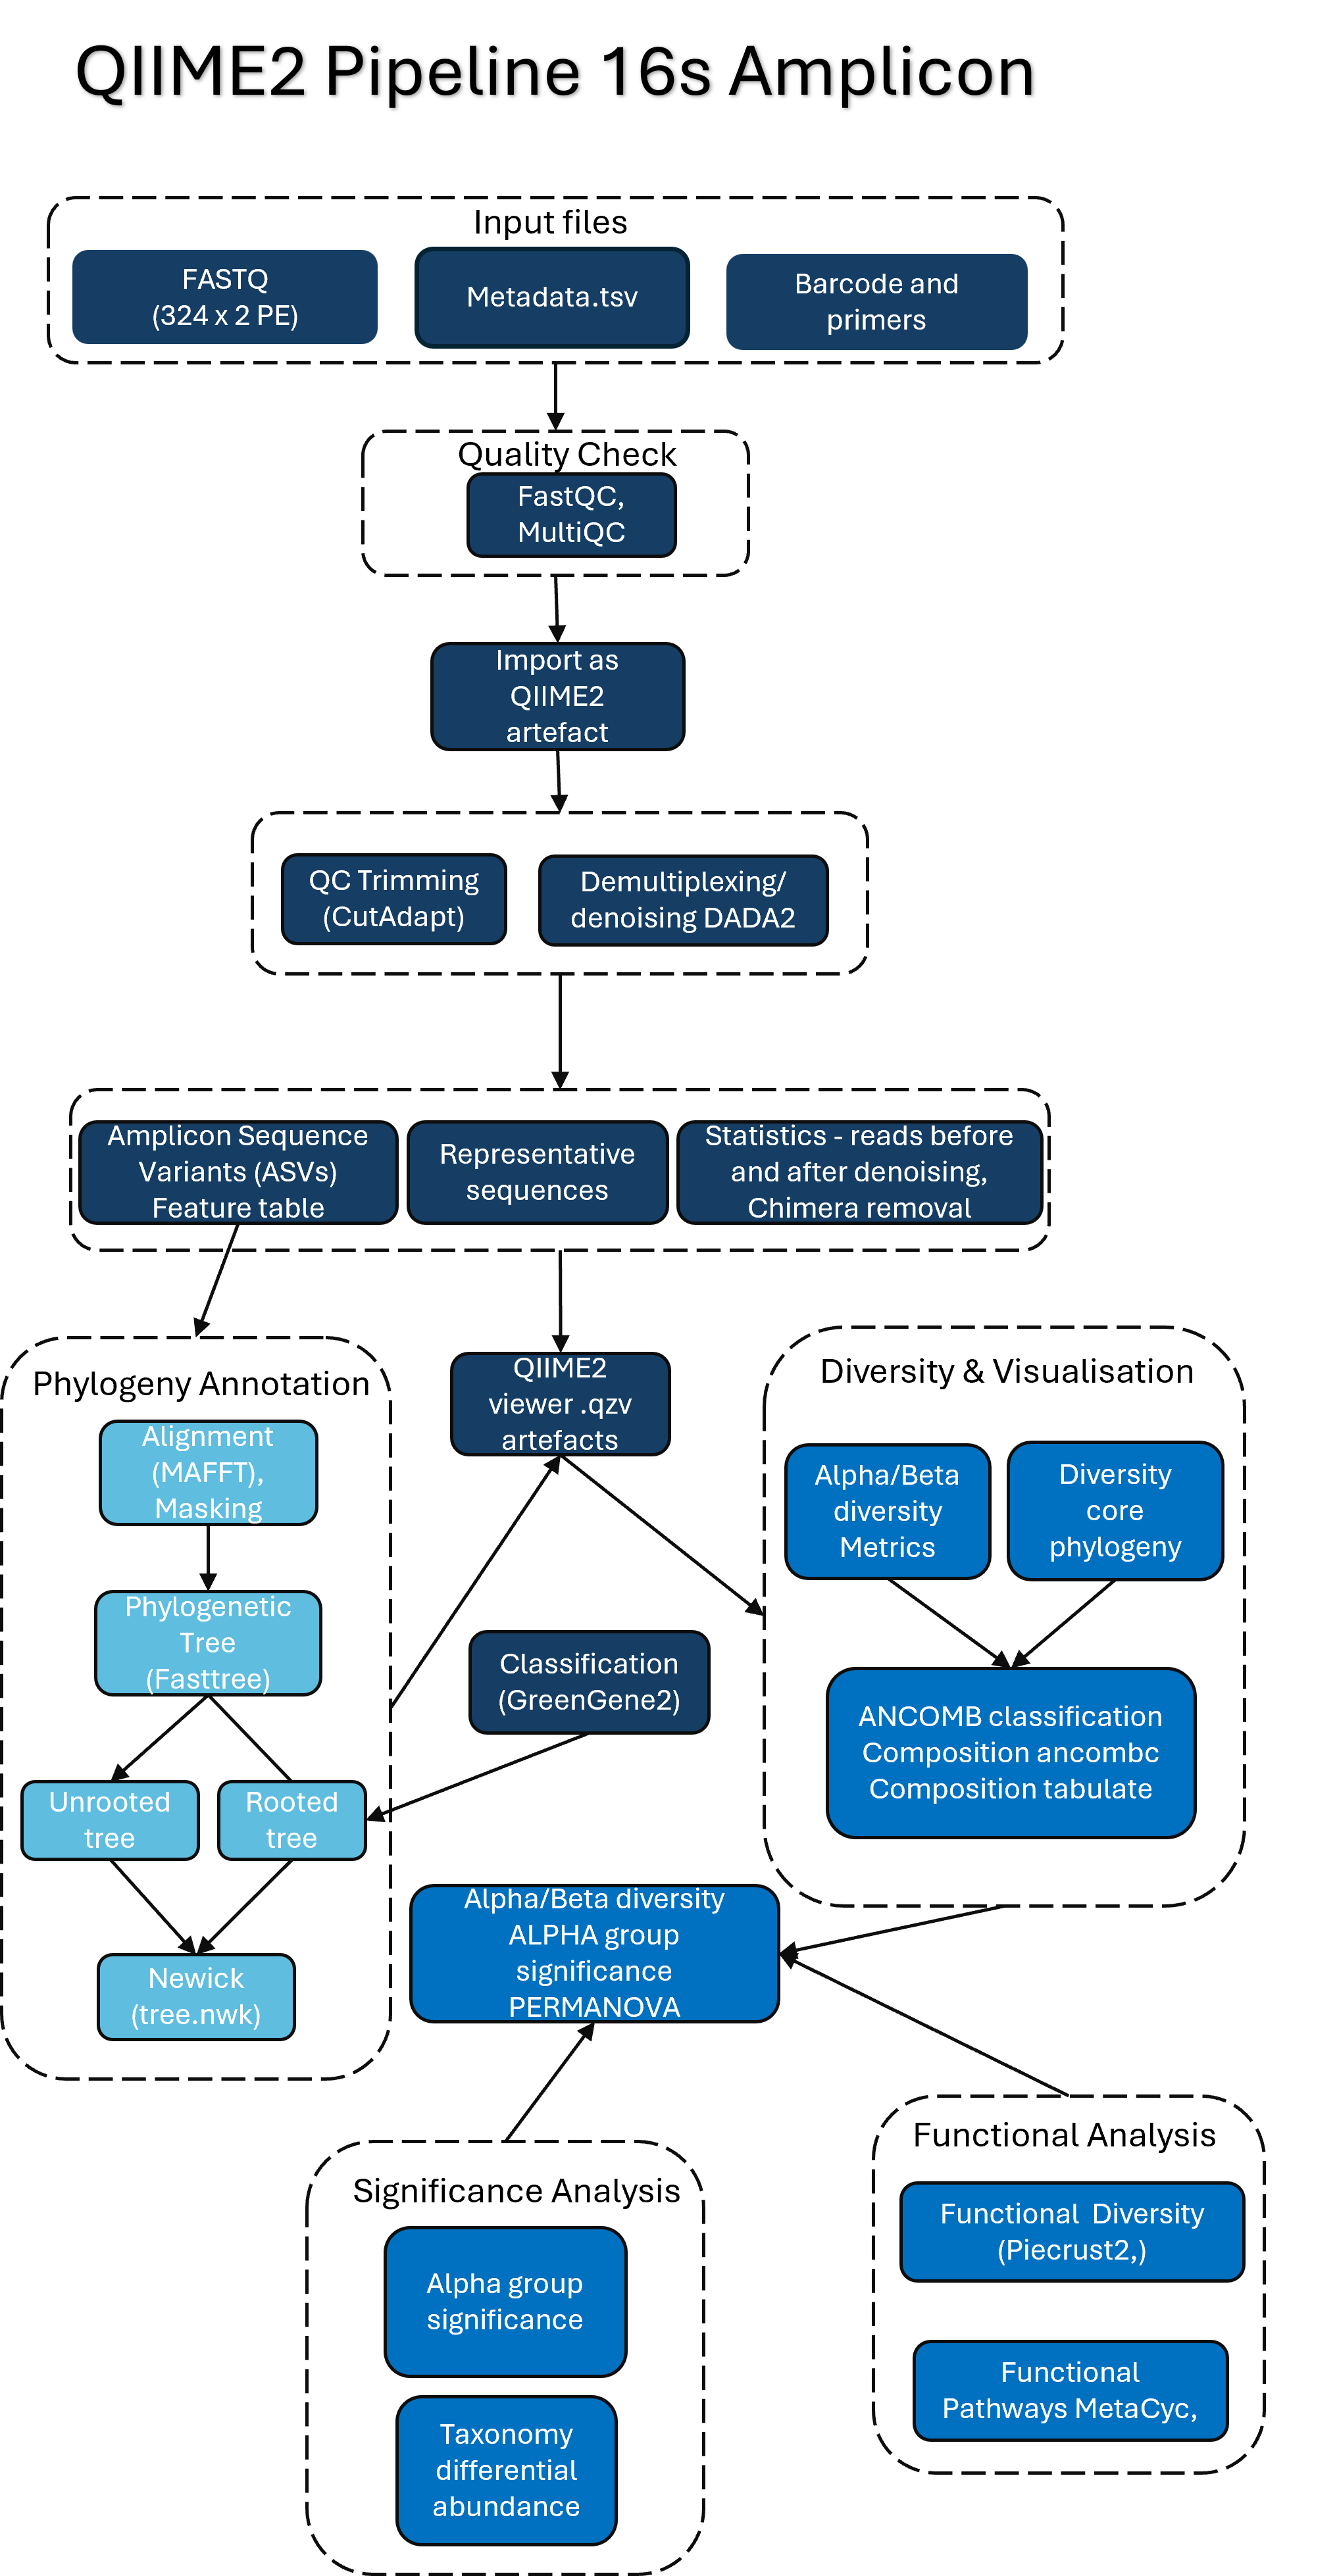 QIIME2 Pipeline 16s Amplicon
Input files
FASTQ
(324 x 2 PE)
Metadata.tsv
Barcode and
primers
Quality Check
FastQC,
MultiQC
Import as
QIIME2
artefact
QC Trimming
(CutAdapt)
Demultiplexing/
denoising DADA2
Amplicon Sequence
Variants (ASVs)
Feature table
Representative
sequences
Statistics - reads before
and after denoising,
Chimera removal
Phylogeny Annotation
Alignment
(MAFFT),
Masking
Phylogenetic
Tree
(Fasttree)
Unrooted
tree
Rooted
tree
Newick
(tree.nwk)
QIIME2
viewer .qzv
artefacts
Classification
(GreenGene2)
Diversity & Visualisation
Alpha/Beta
diversity
Metrics
Diversity
core
phylogeny
ANCOMB classification
Composition ancombc
Composition tabulate
Alpha/Beta diversity
ALPHA group
significance
PERMANOVA
Significance Analysis
Alpha group
significance
Taxonomy
differential
abundance
Functional Analysis
Functional  Diversity
(Piecrust2,)
Functional
Pathways MetaCyc,